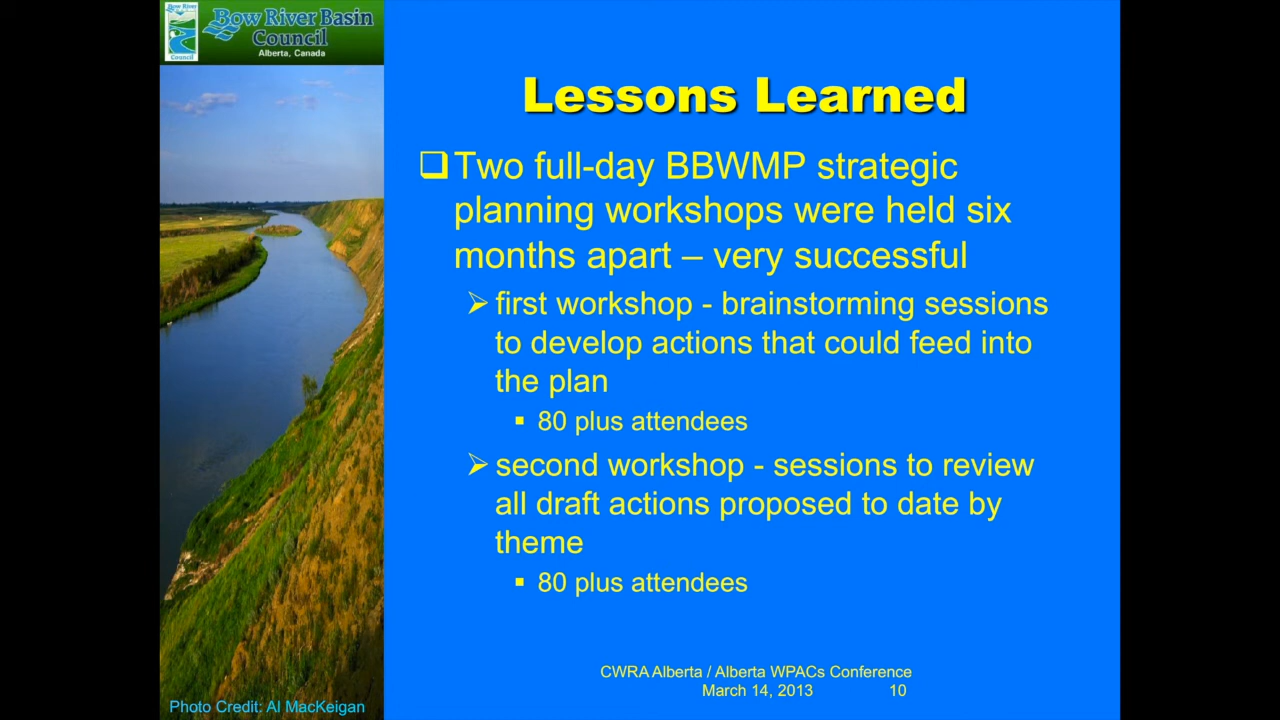 Bow River
Council
Bow River Basin
Council
Alberta, Canada
Lessons Learned
❑Two full-day BBWMP strategic
planning workshops were held six
months apart – very successful
➢first workshop - brainstorming sessions
to develop actions that could feed into
the plan
▪ 80 plus attendees
➢second workshop - sessions to review
all draft actions proposed to date by
theme
▪ 80 plus attendees
CWRA Alberta / Alberta WPACs Conference
March 14, 2013 10
Photo Credit: Al MacKeigan